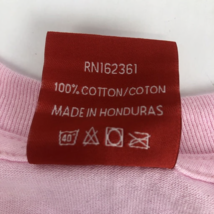 RN162361
100% COTTON/COTON
MADE IN HONDURAS
40